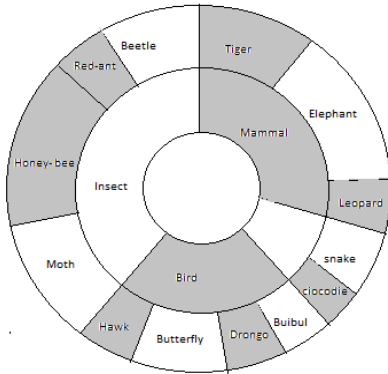 Beetle
Tiger
Red-ant
Elephant
Mammal
Honey-bee
Insect
Leopard
Moth
snake
Bird
ciocodie
Buibul
Hawk
Butterfly
Drongo